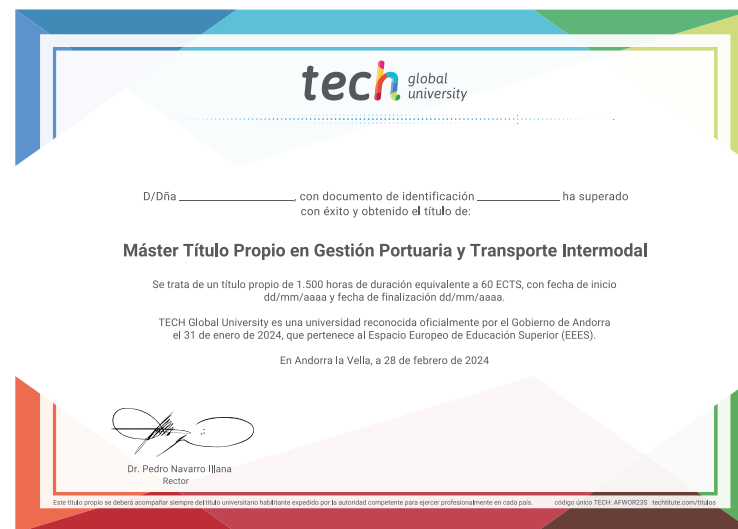 tech global university
D/Dña ____________, con documento de identificación ____________ ha superado
con éxito y obtenido el título de:
Máster Título Propio en Gestión Portuaria y Transporte Intermodal
Se trata de un título propio de 1.500 horas de duración equivalente a 60 ECTS, con fecha de inicio
dd/mm/aaaa y fecha de finalización dd/mm/aaaa.
TECH Global University es una universidad reconocida oficialmente por el Gobierno de Andorra
el 31 de enero de 2024, que pertenece al Espacio Europeo de Educación Superior (EEES).
En Andorra la Vella, a 28 de febrero de 2024
Dr. Pedro Navarro Illana
Rector
Este título propio se deberá acompañar siempre del título universitario habilitante expedido por la autoridad competente para ejercer profesionalmente en cada país. código único TECH: AFWOR23S techtitute.com/titulos